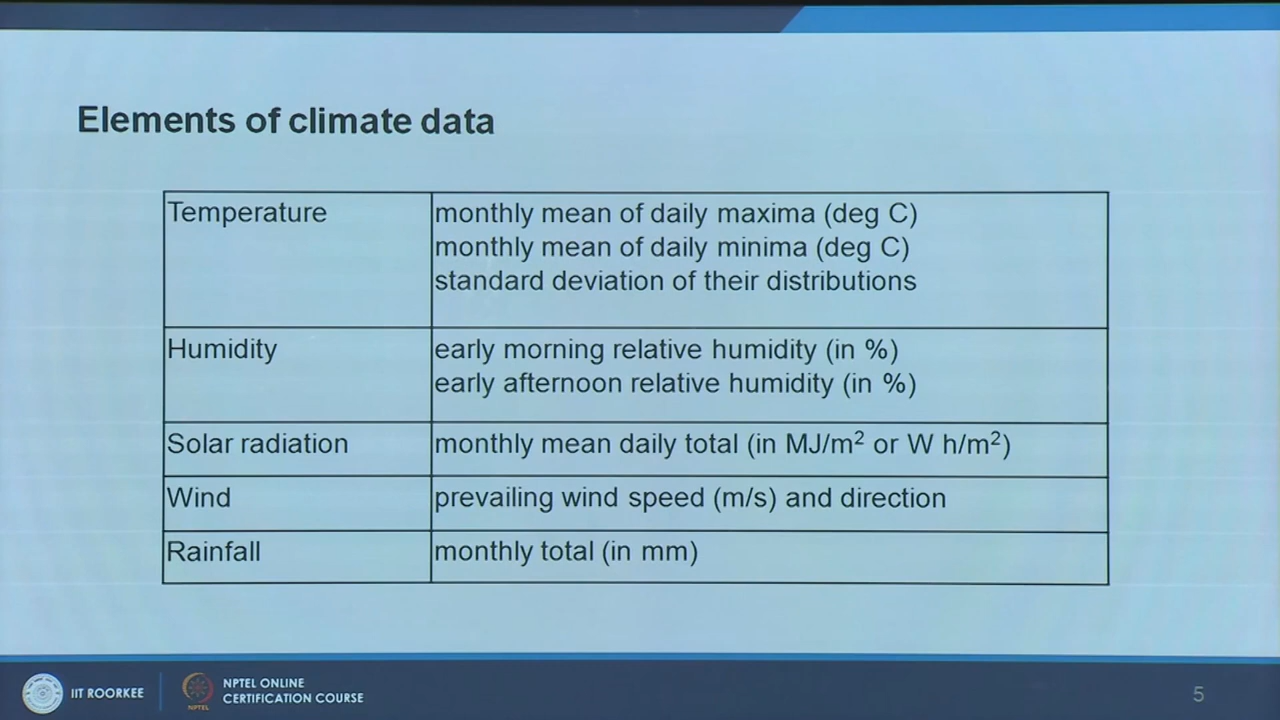 Elements of climate data
Temperature
monthly mean of daily maxima (deg C)
monthly mean of daily minima (deg C)
standard deviation of their distributions
Humidity
early morning relative humidity (in %)
early afternoon relative humidity (in %)
Solar radiation
monthly mean daily total (in MJ/m² or W h/m²)
Wind
prevailing wind speed (m/s) and direction
Rainfall
monthly total (in mm)
IIT ROORKEE
NPTEL
NPTEL ONLINE
CERTIFICATION COURSE
5